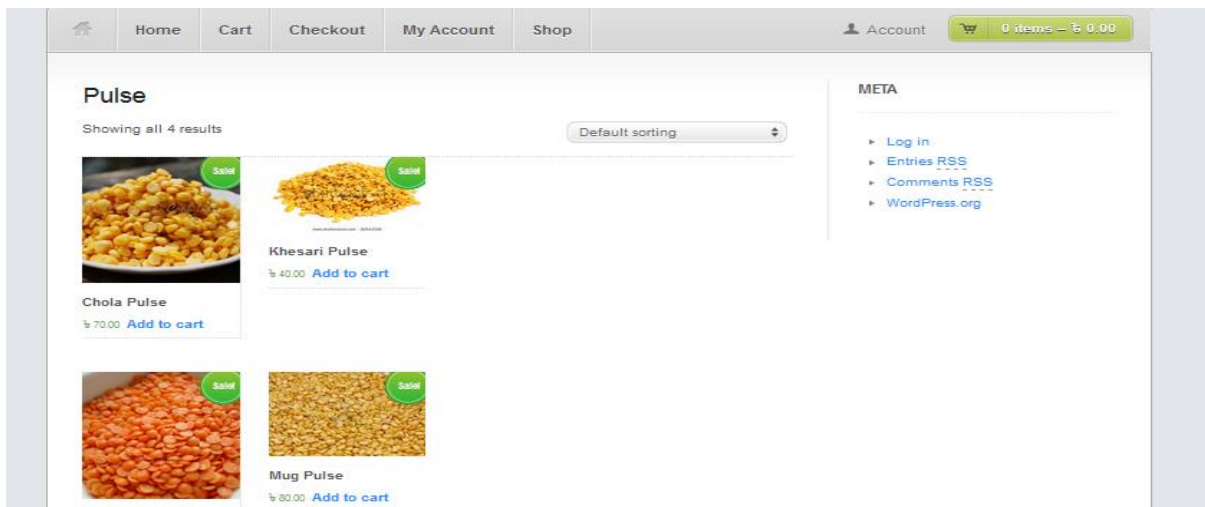 Home Cart Checkout My Account Shop Account 0 items – ৳ 0.00
Pulse
Showing all 4 results
Default sorting
Sale!
Sale!
Chola Pulse
৳ 70.00 Add to cart
Khesari Pulse
৳ 40.00 Add to cart
Sale!
Sale!
Mug Pulse
৳ 80.00 Add to cart
META
Log in
Entries RSS
Comments RSS
WordPress.org